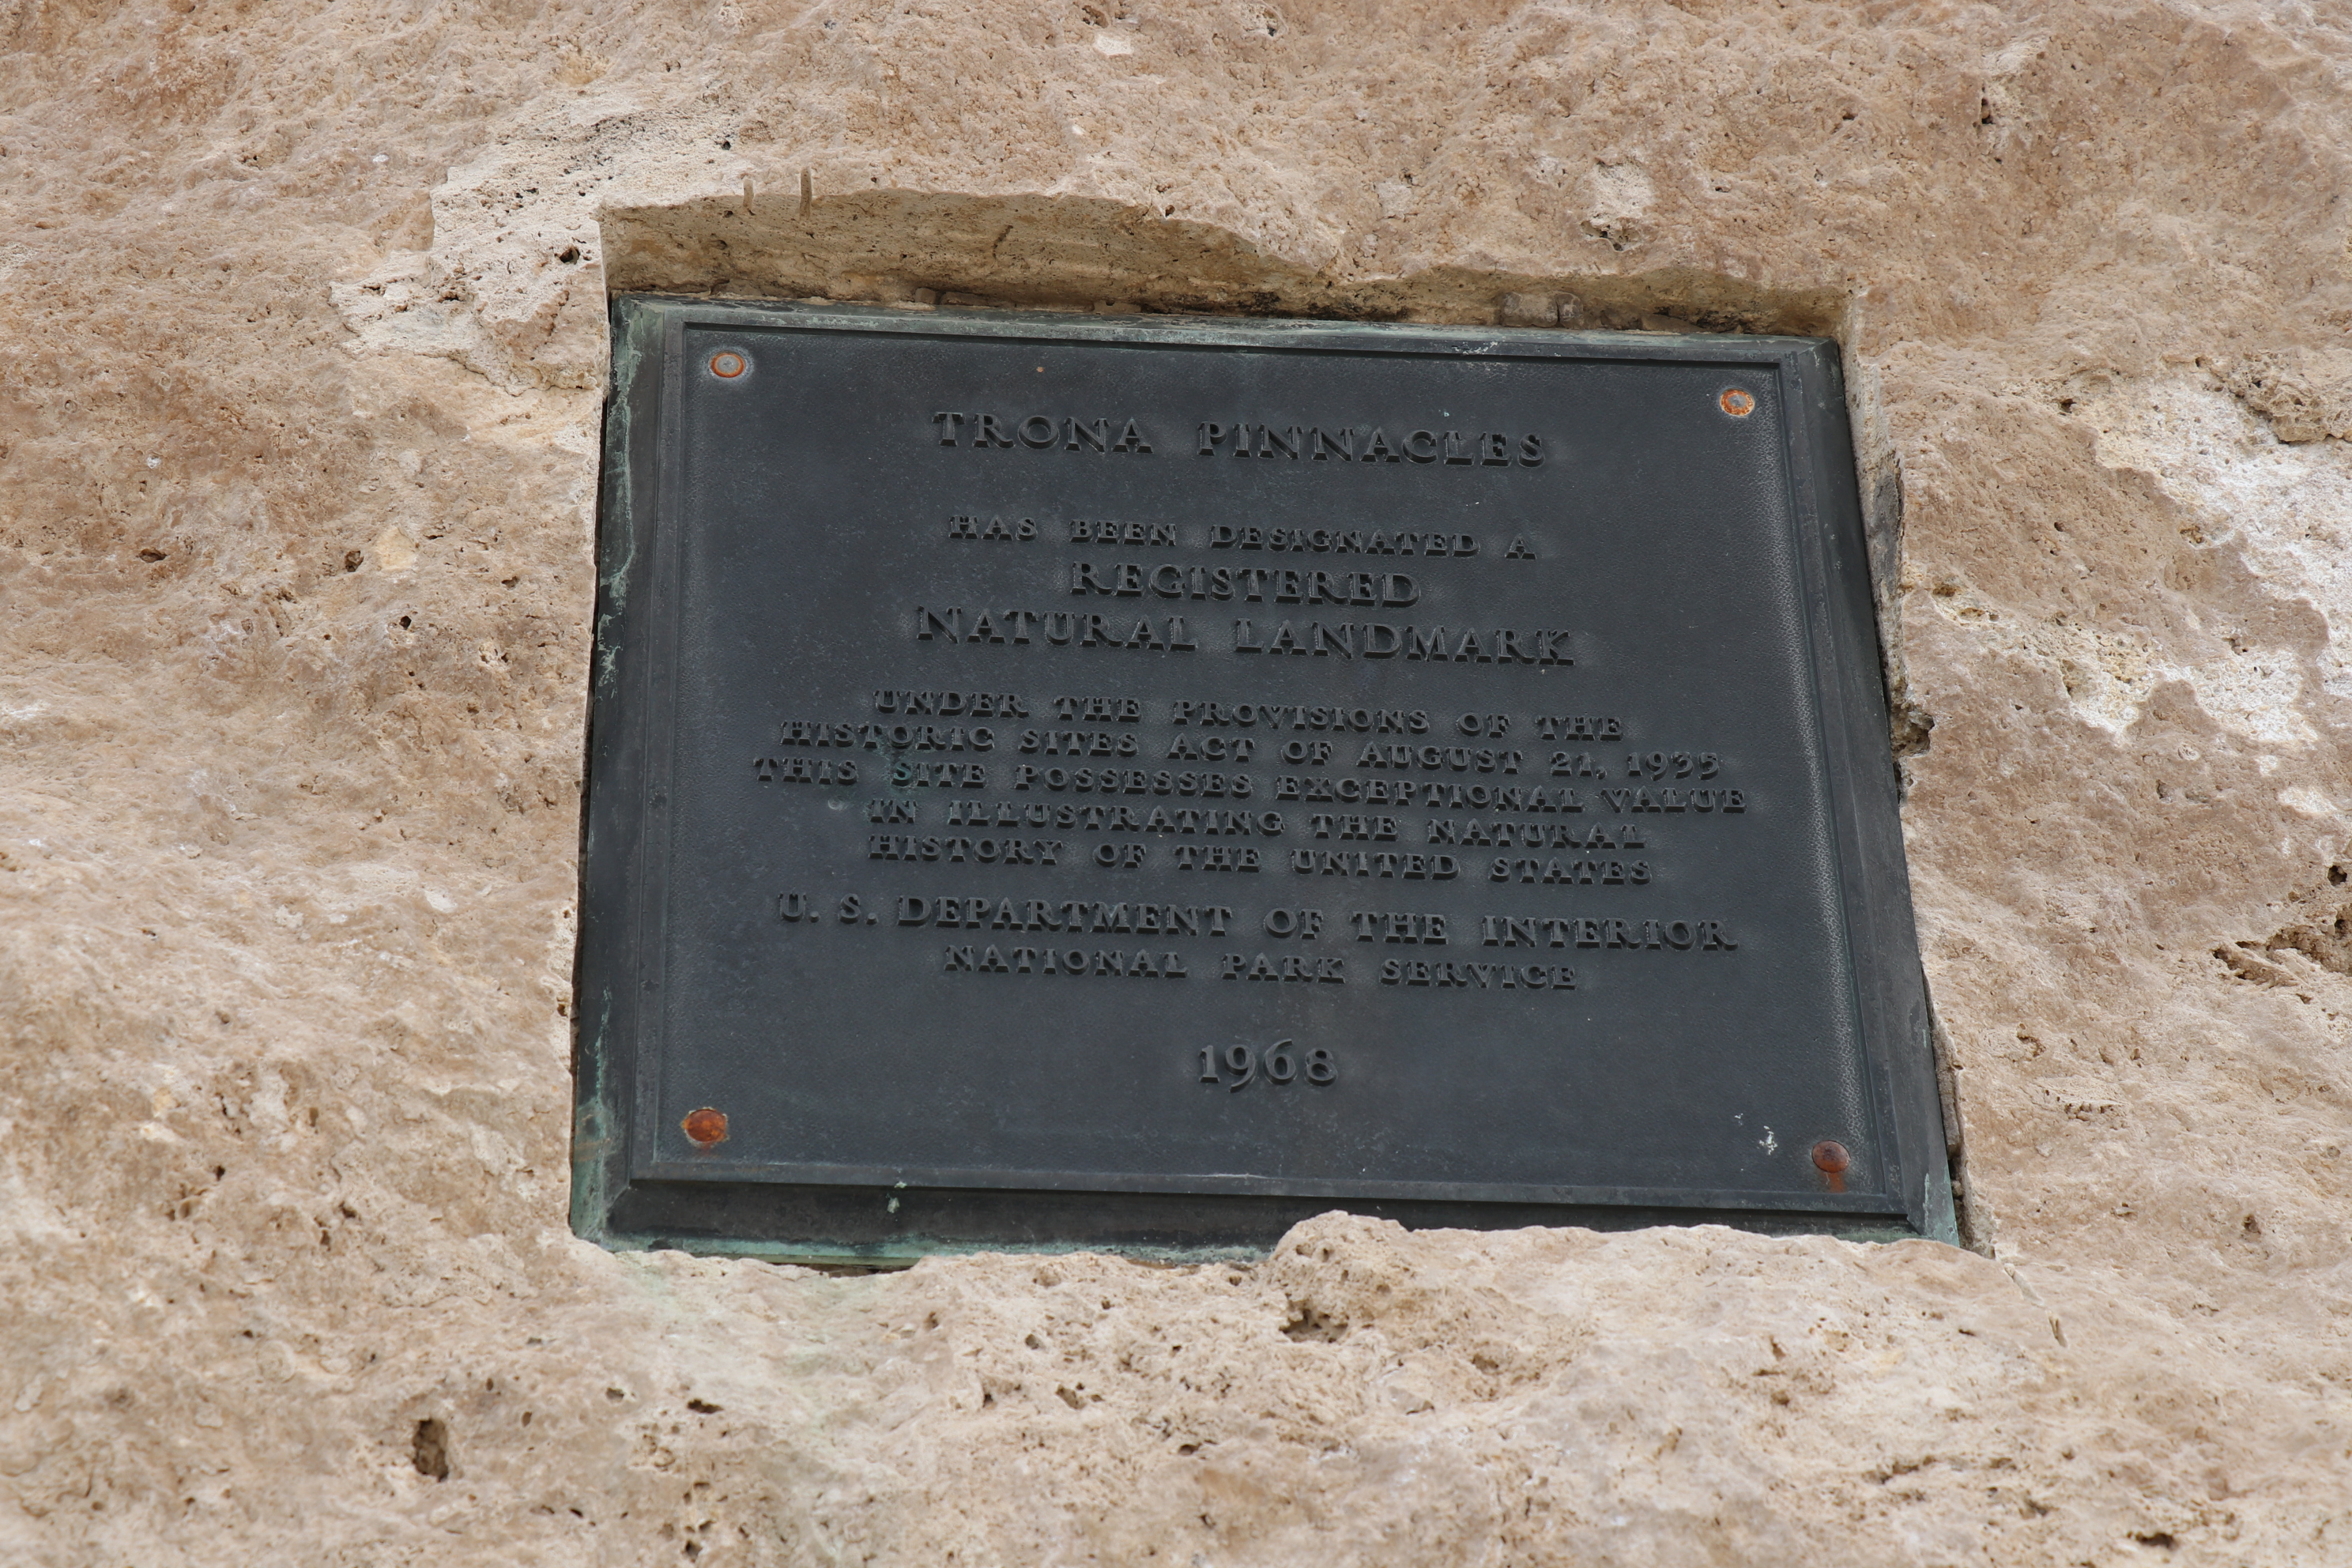 TRONA PINNACLES
HAS BEEN DESIGNATED A
REGISTERED
NATURAL LANDMARK
UNDER THE PROVISIONS OF THE
HISTORIC SITES ACT OF AUGUST 21, 1935
THIS SITE POSSESSES EXCEPTIONAL VALUE
IN ILLUSTRATING THE NATURAL
HISTORY OF THE UNITED STATES
U. S. DEPARTMENT OF THE INTERIOR
NATIONAL PARK SERVICE
1968